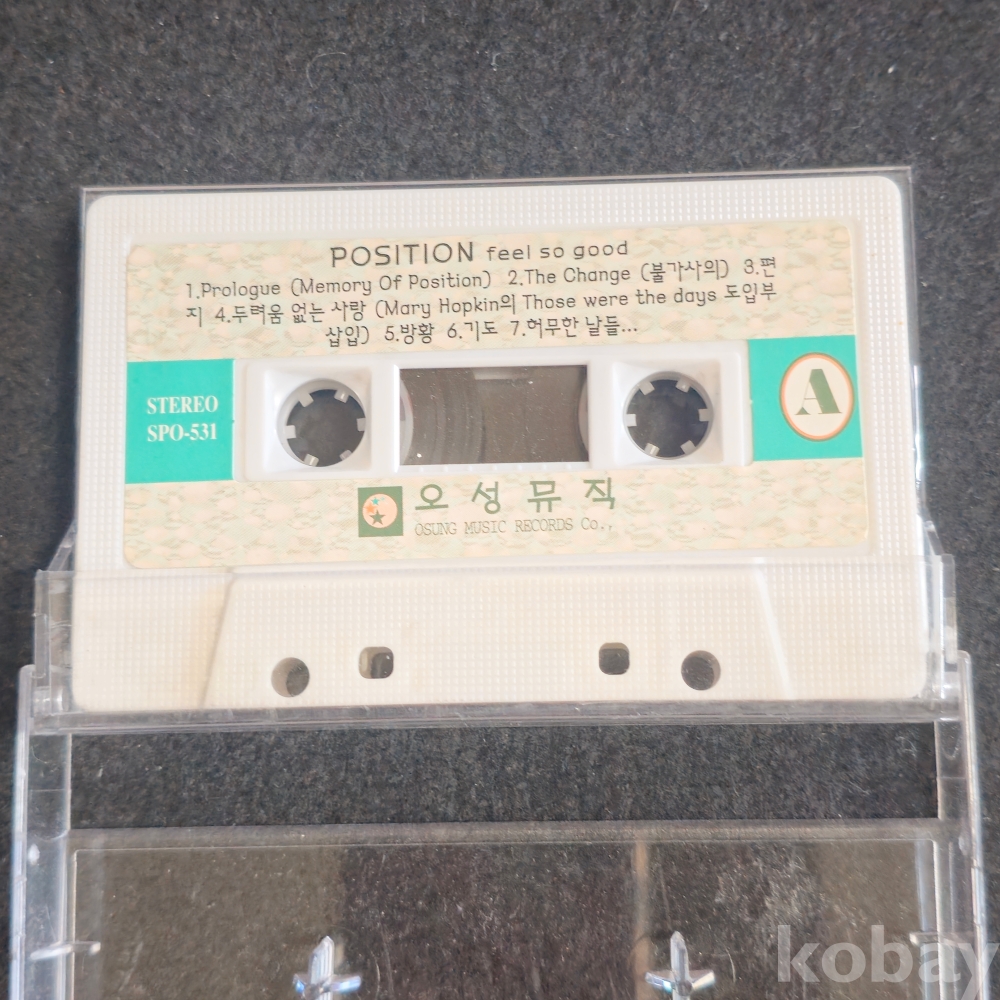 POSITION feel so good
1.Prologue (Memory Of Position) 2.The Change (불가사의) 3.편
지 4.두려움 없는 사랑 (Mary Hopkin의 Those were the days 도입부
삽입) 5.방황 6.기도 7.허무한 날들...
STEREO
SPO-531
A
오성뮤직
OSUNG MUSIC RECORDS Co.,
kobay